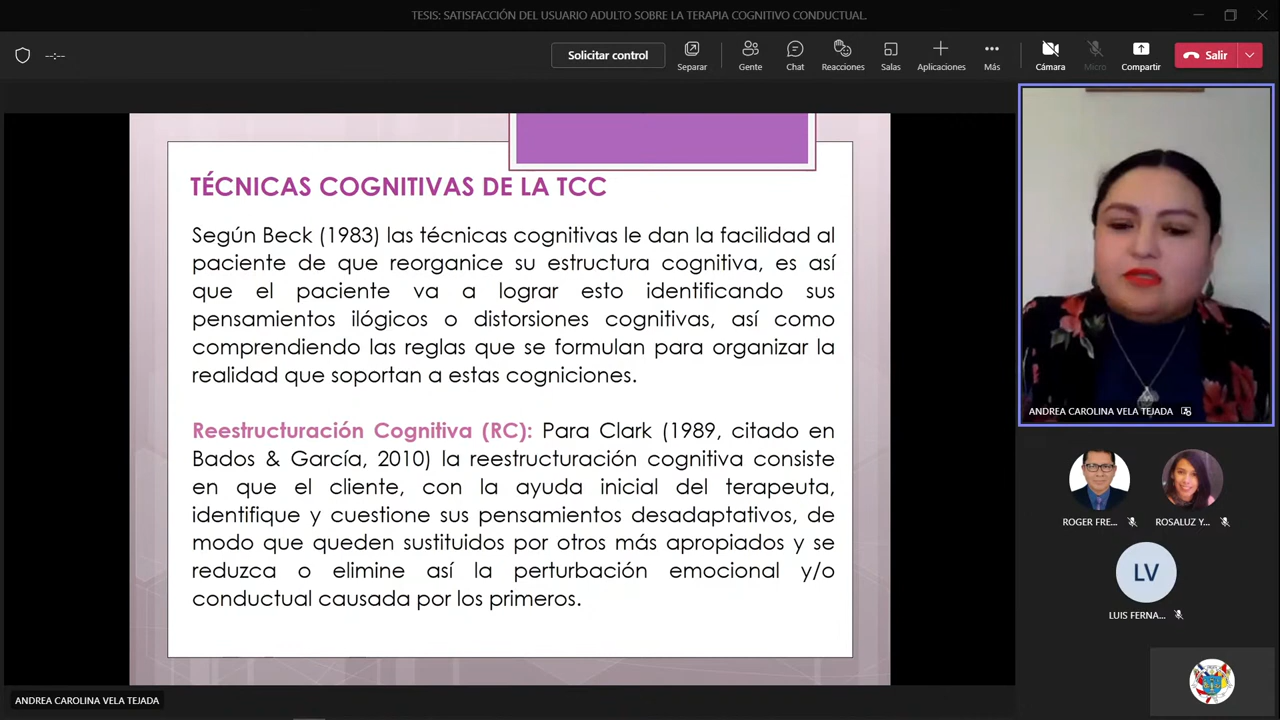 TESIS: SATISFACCIÓN DEL USUARIO ADULTO SOBRE LA TERAPIA COGNITIVO CONDUCTUAL.
--:--
Solicitar control
Separar
Gente
Chat
Reacciones
Salas
Aplicaciones
Más
Cámara
Micro
Compartir
Salir
TÉCNICAS COGNITIVAS DE LA TCC
Según Beck (1983) las técnicas cognitivas le dan la facilidad al
paciente de que reorganice su estructura cognitiva, es así
que el paciente va a lograr esto identificando sus
pensamientos ilógicos o distorsiones cognitivas, así como
comprendiendo las reglas que se formulan para organizar la
realidad que soportan a estas cogniciones.
Reestructuración Cognitiva (RC): Para Clark (1989, citado en
Bados & García, 2010) la reestructuración cognitiva consiste
en que el cliente, con la ayuda inicial del terapeuta,
identifique y cuestione sus pensamientos desadaptativos, de
modo que queden sustituidos por otros más apropiados y se
reduzca o elimine así la perturbación emocional y/o
conductual causada por los primeros.
ANDREA CAROLINA VELA TEJADA
ROGER FRE...
ROSALUZ Y...
LV
LUIS FERNA...
ANDREA CAROLINA VELA TEJADA